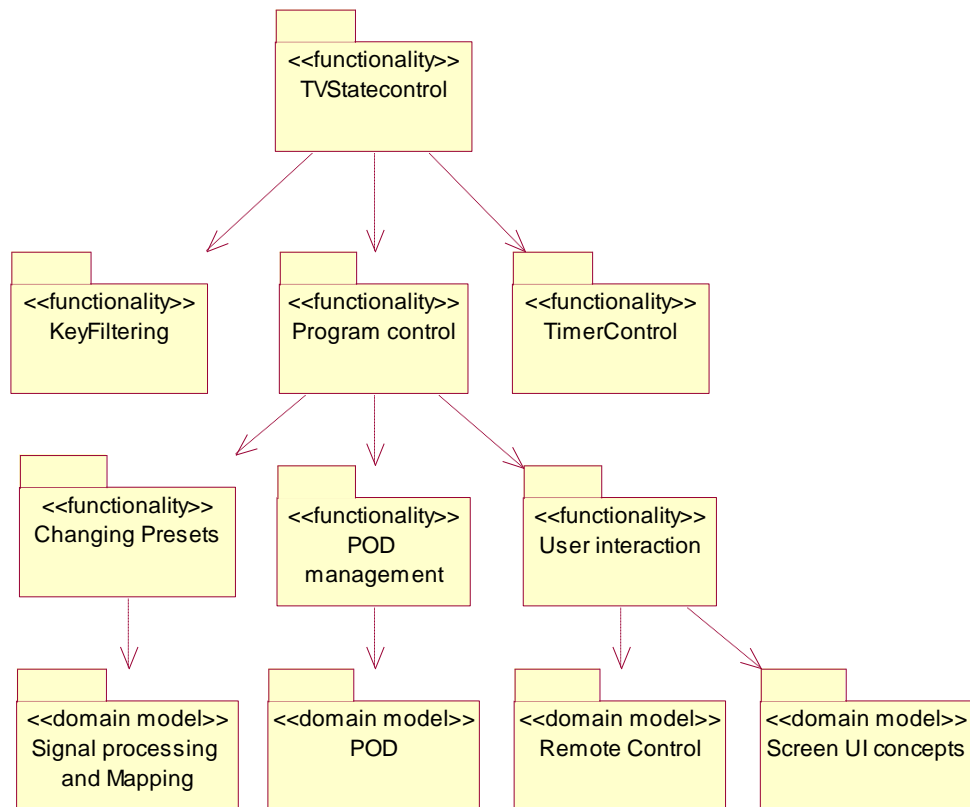 <<functionality>>
TVStatecontrol
<<functionality>>
KeyFiltering
<<functionality>>
Program control
<<functionality>>
TimerControl
<<functionality>>
Changing Presets
<<functionality>>
POD
management
<<functionality>>
User interaction
<<domain model>>
Signal processing
and Mapping
<<domain model>>
POD
<<domain model>>
Remote Control
<<domain model>>
Screen UI concepts